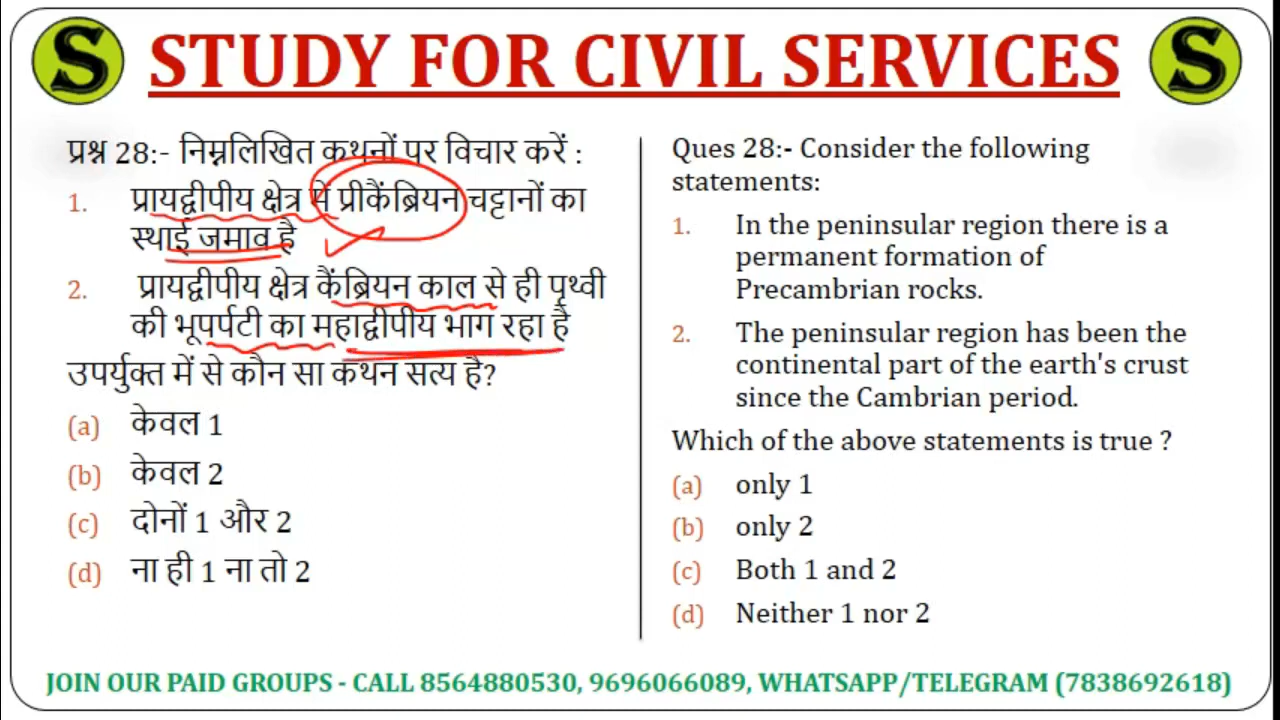 S STUDY FOR CIVIL SERVICES S
प्रश्न 28:- निम्नलिखित कथनों पर विचार करें :
1. प्रायद्वीपीय क्षेत्र में प्रीकैंब्रियन चट्टानों का
स्थाई जमाव है
2. प्रायद्वीपीय क्षेत्र कैंब्रियन काल से ही पृथ्वी
की भूपर्पटी का महाद्वीपीय भाग रहा है
उपर्युक्त में से कौन सा कथन सत्य है?
(a) केवल 1
(b) केवल 2
(c) दोनों 1 और 2
(d) ना ही 1 ना तो 2
Ques 28:- Consider the following
statements:
1. In the peninsular region there is a
permanent formation of
Precambrian rocks.
2. The peninsular region has been the
continental part of the earth's crust
since the Cambrian period.
Which of the above statements is true ?
(a) only 1
(b) only 2
(c) Both 1 and 2
(d) Neither 1 nor 2
JOIN OUR PAID GROUPS - CALL 8564880530, 9696066089, WHATSAPP/TELEGRAM (7838692618)